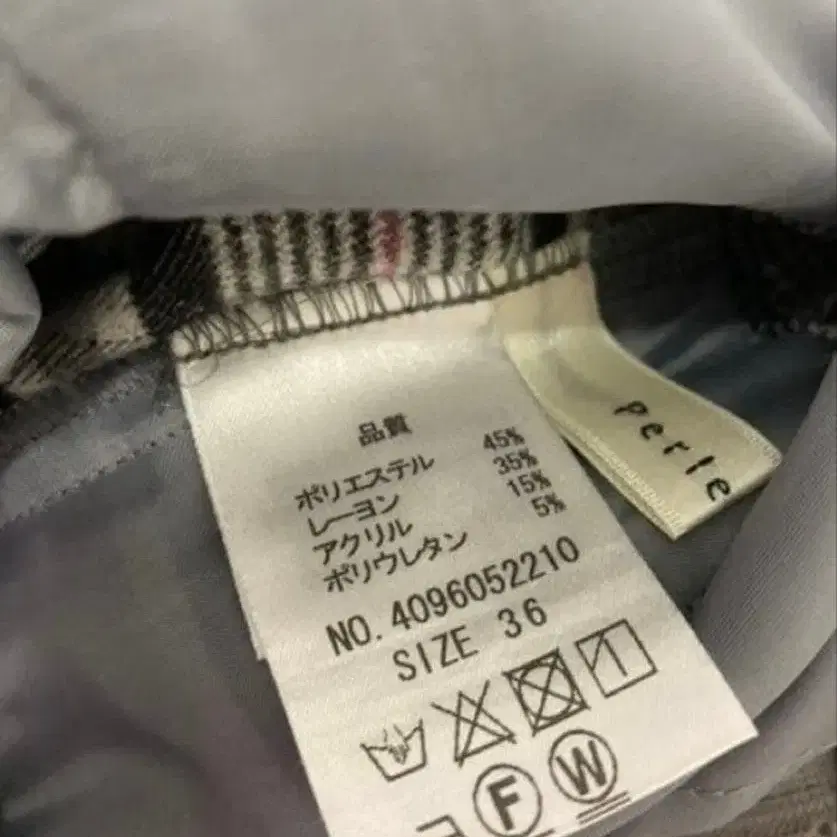 品質
ポリエステル 45%
レーヨン 35%
アクリル 15%
ポリウレタン 5%
NO. 4096052210
SIZE 36
F W
perle